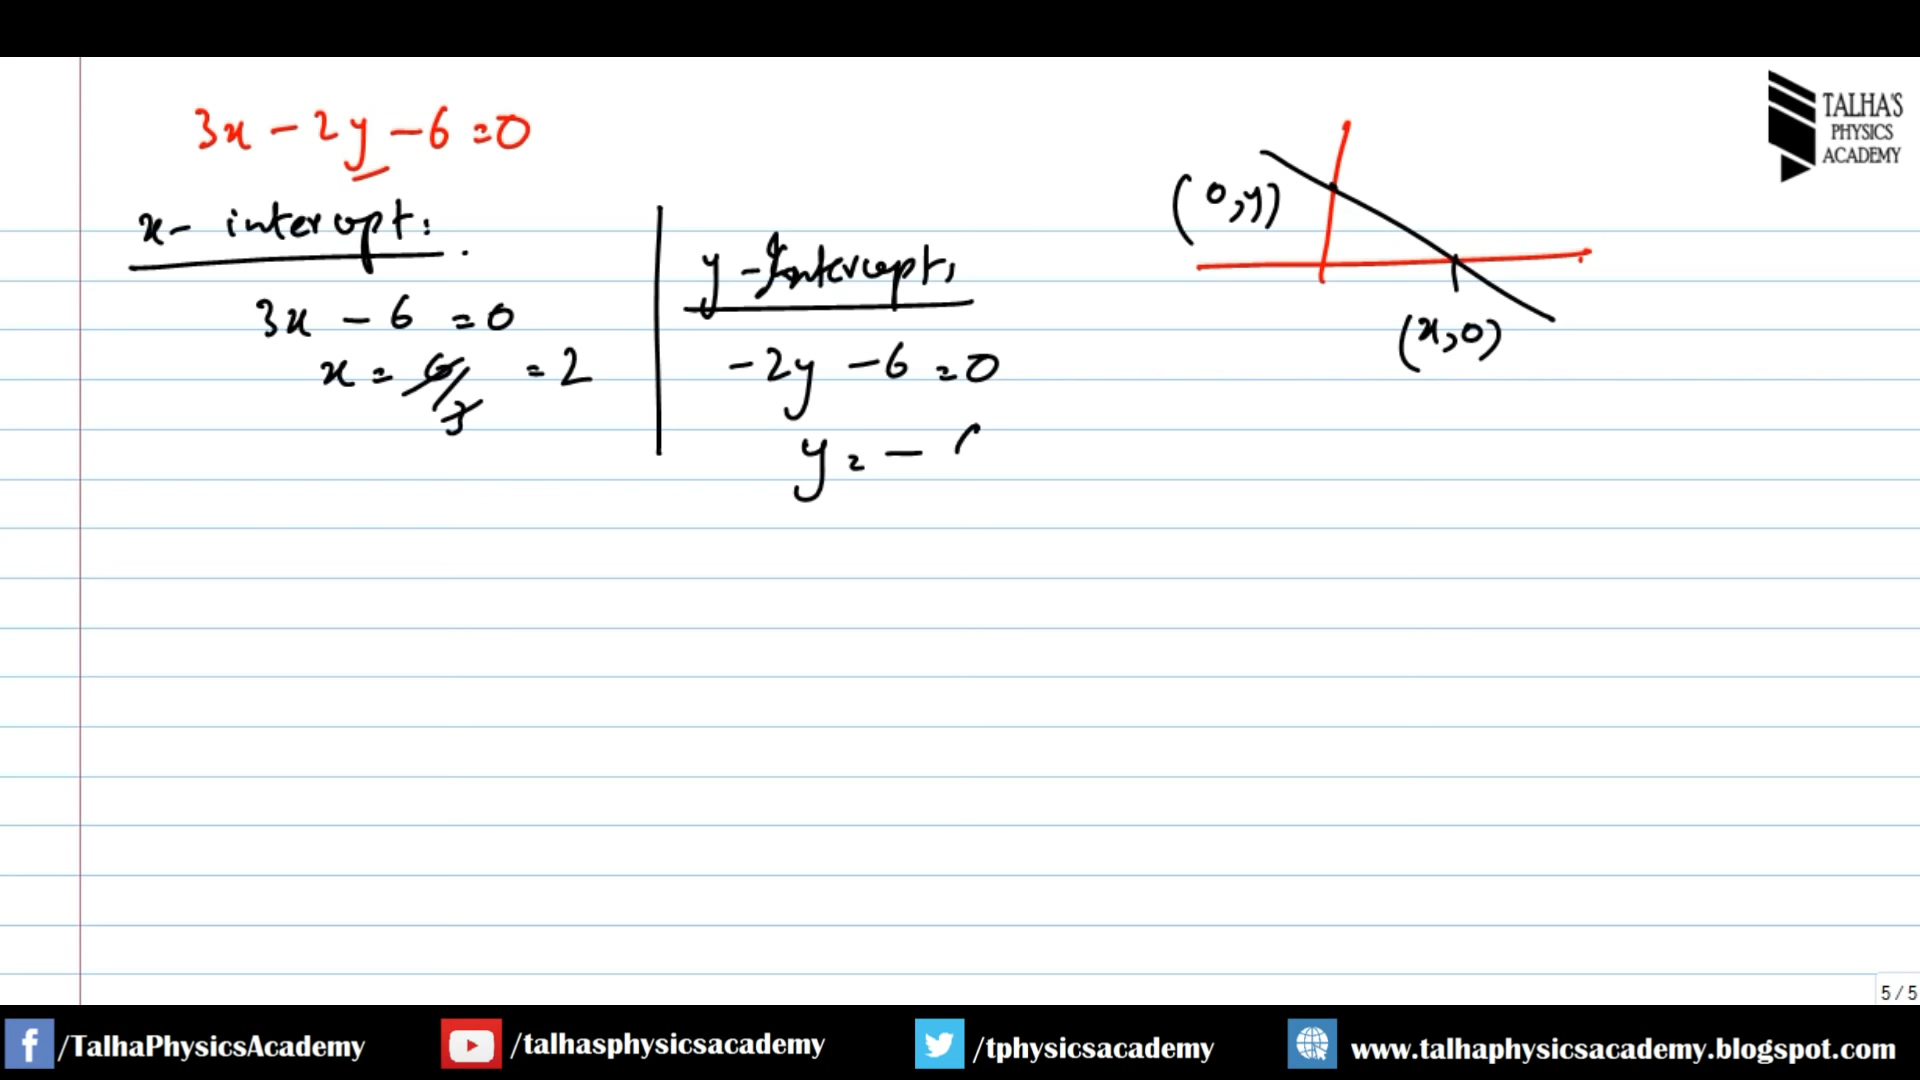 3x - 2y - 6 = 0
x - intercept:
3x - 6 = 0
x = 6/3 = 2
y - Intercept,
-2y - 6 = 0
y = -
(0,y)
(x,0)
TALHA'S
PHYSICS
ACADEMY
5 / 5
/TalhaPhysicsAcademy
/talhasphysicsacademy
/tphysicsacademy
www.talhaphysicsacademy.blogspot.com